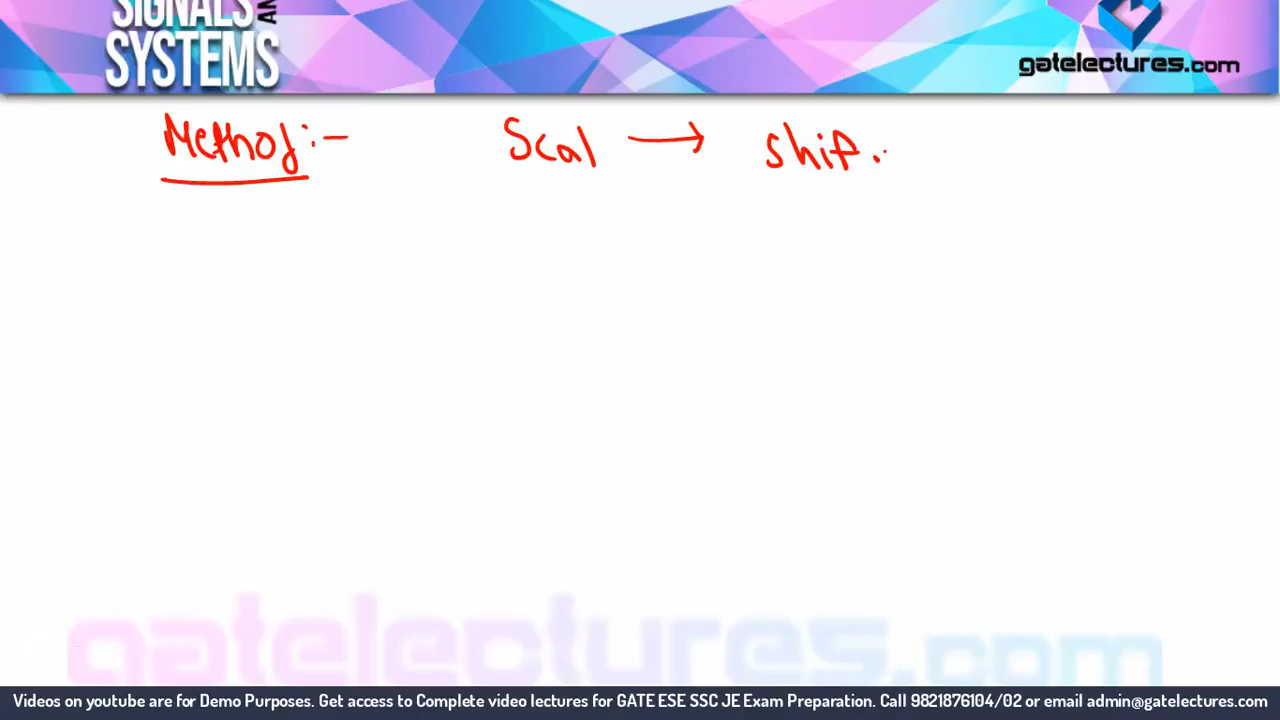 SIGNALS AN
SYSTEMS
gatelectures.com
Method:- Scal → shif.
gatelectures.com
Videos on youtube are for Demo Purposes. Get access to Complete video lectures for GATE ESE SSC JE Exam Preparation. Call 9821876104/02 or email admin@gatelectures.com